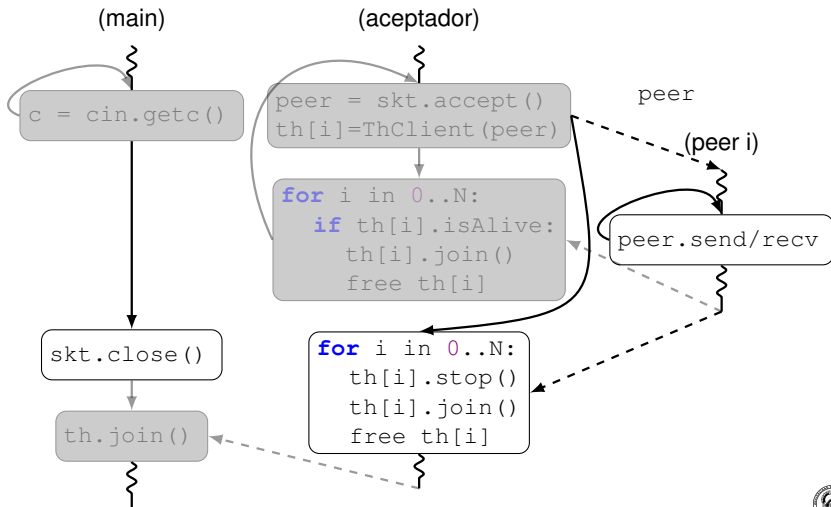 (main)
(aceptador)
c = cin.getc()
peer = skt.accept()
th[i]=ThClient(peer)
peer
(peer i)
for i in 0..N:
if th[i].isAlive:
th[i].join()
free th[i]
peer.send/recv
skt.close()
for i in 0..N:
th[i].stop()
th[i].join()
free th[i]
th.join()